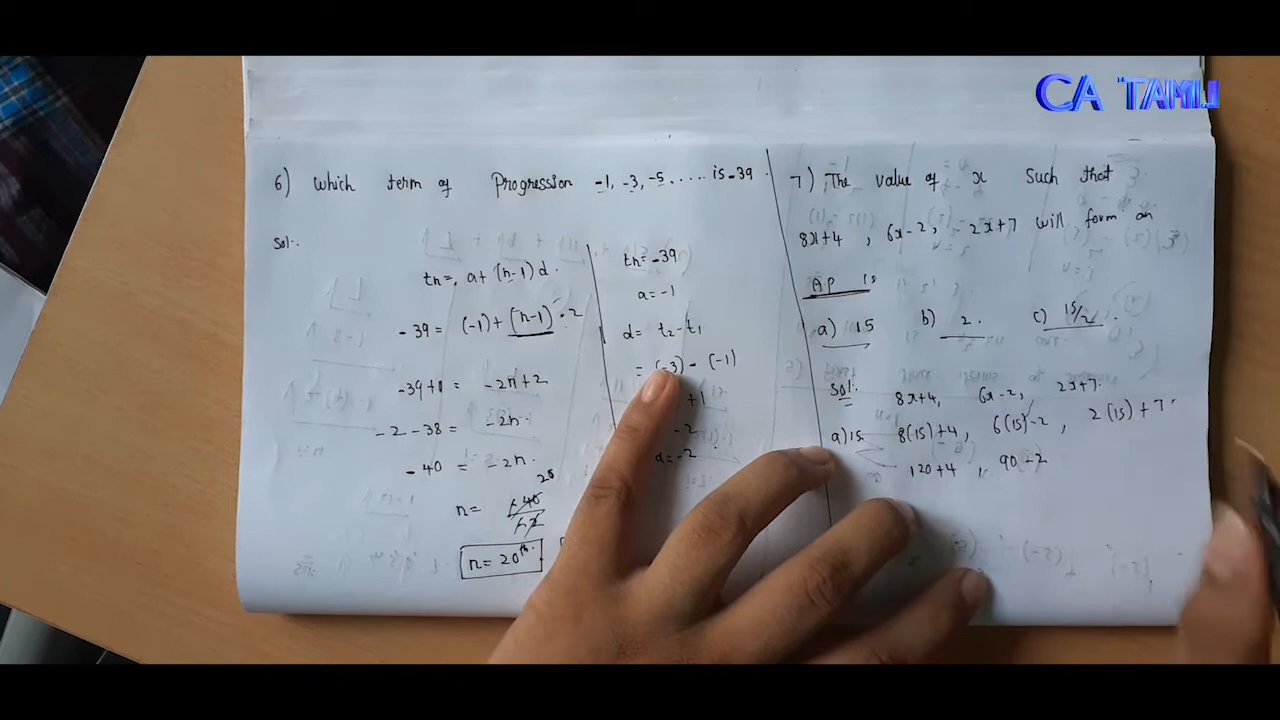 CA TAMIL
6) Which term of Progression -1, -3, -5, ..... is -39.
Sol:.
tn = a + (n-1) d.
-39 = (-1) + (n-1) · -2
-39+1 = -2n+2
-2-38 = -2n.
-40 = -2n.
n = -40/-2 20
n = 20th.
tn = -39
a = -1
d = t2 - t1
= (-3) - (-1)
+1
-2
d = -2
7) The value of x Such that
8x+4, 6x-2, 2x+7 will form an
AP is
a) 15 b) 2. c) 15/2.
Sol:
8x+4, 6x-2, 2x+7.
a) 15. 8(15)+4, 6(15)-2, 2(15)+7.
120+4, 90-2